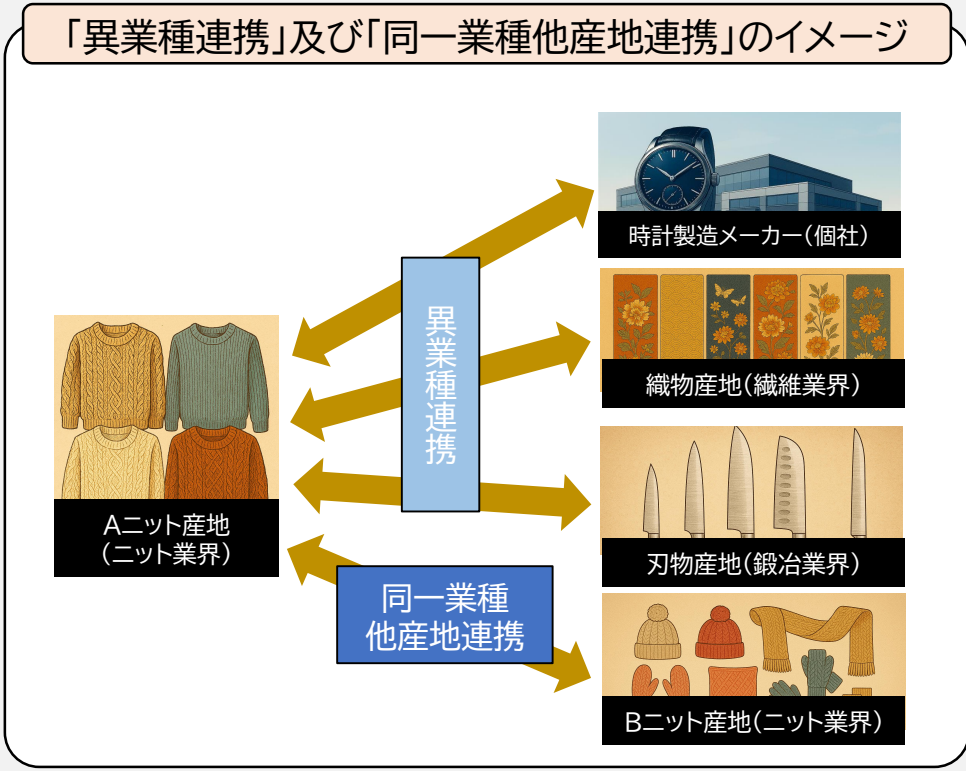 「異業種連携」及び「同一業種他産地連携」のイメージ
時計製造メーカー(個社)
異業種連携
織物産地(繊維業界)
Aニット産地
(ニット業界)
刃物産地(鍛冶業界)
同一業種
他産地連携
Bニット産地(ニット業界)